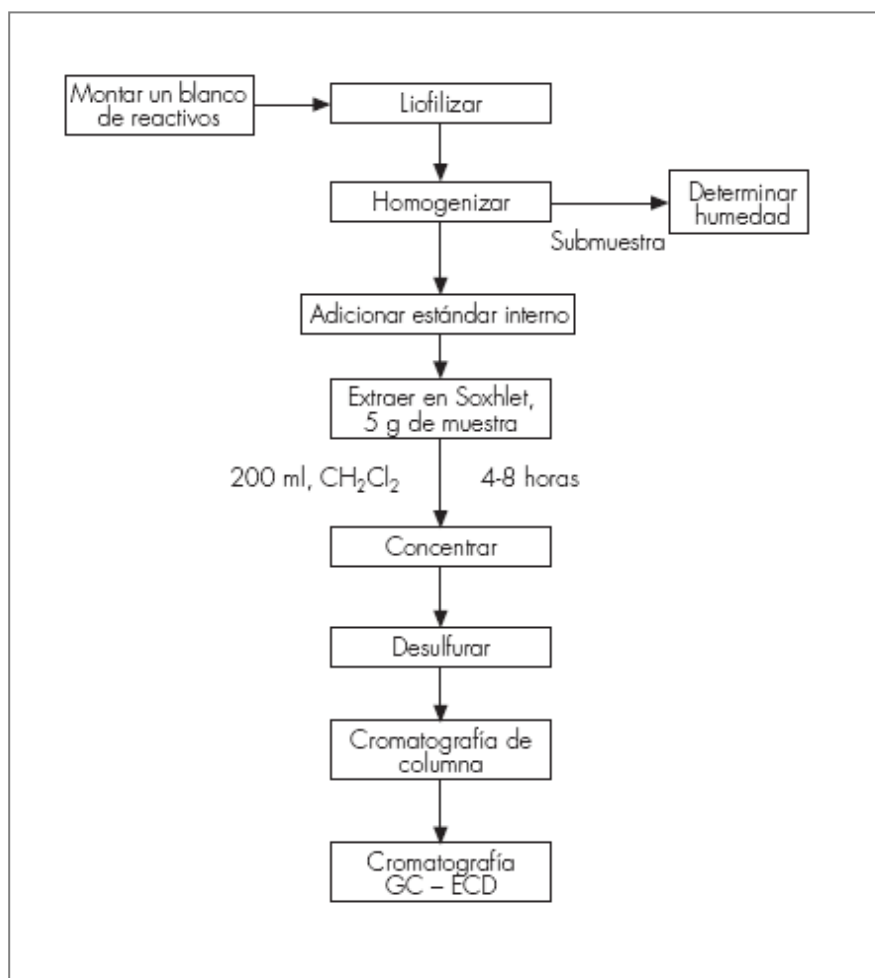 Montar un blanco
de reactivos
Liofilizar
Homogenizar
Determinar
humedad
Submuestra
Adicionar estándar interno
Extraer en Soxhlet,
5 g de muestra
200 ml, CH₂Cl₂
4-8 horas
Concentrar
Desulfurar
Cromatografía de
columna
Cromatografía
GC – ECD